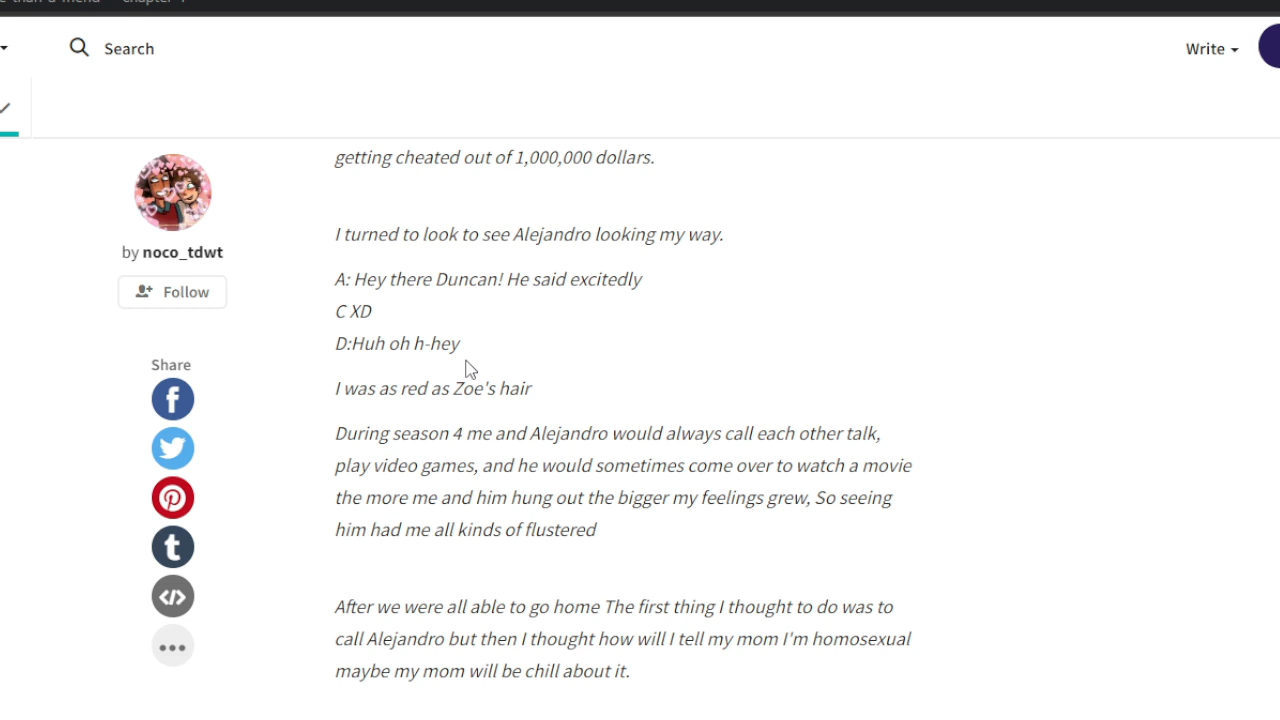 Search
Write
by noco_tdwt
Follow
Share
getting cheated out of 1,000,000 dollars.
I turned to look to see Alejandro looking my way.
A: Hey there Duncan! He said excitedly
C XD
D:Huh oh h-hey
I was as red as Zoe's hair
During season 4 me and Alejandro would always call each other talk,
play video games, and he would sometimes come over to watch a movie
the more me and him hung out the bigger my feelings grew, So seeing
him had me all kinds of flustered
After we were all able to go home The first thing I thought to do was to
call Alejandro but then I thought how will I tell my mom I'm homosexual
maybe my mom will be chill about it.